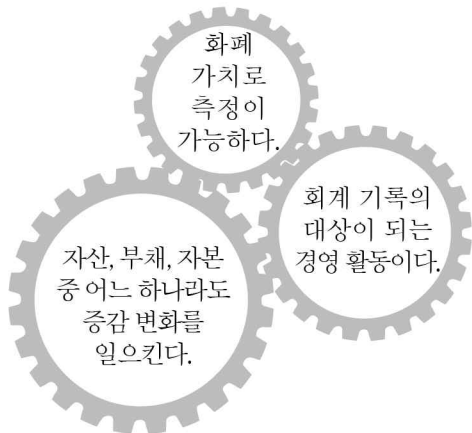 화폐
가치로
측정이
가능하다.
회계 기록의
대상이 되는
경영 활동이다.
자산, 부채, 자본
중 어느 하나라도
증감 변화를
일으킨다.